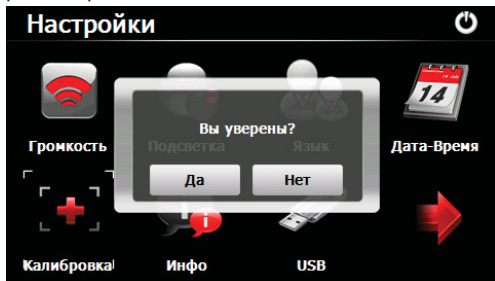 Настройки
14
Вы уверены?
Громкость
Подсветка
Язык
Дата-Время
Да
Нет
Калибровка
Инфо
USB